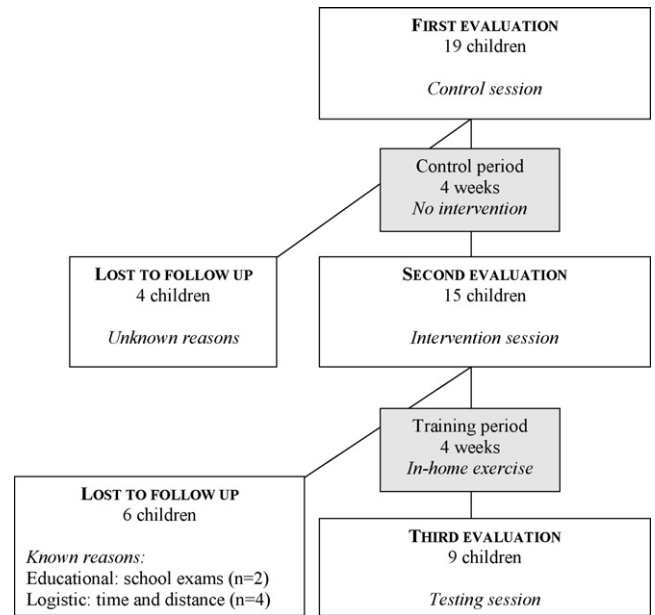 FIRST EVALUATION
19 children
Control session
Control period
4 weeks
No intervention
LOST TO FOLLOW UP
4 children
Unknown reasons
SECOND EVALUATION
15 children
Intervention session
Training period
4 weeks
In-home exercise
LOST TO FOLLOW UP
6 children
Known reasons:
Educational: school exams (n=2)
Logistic: time and distance (n=4)
THIRD EVALUATION
9 children
Testing session